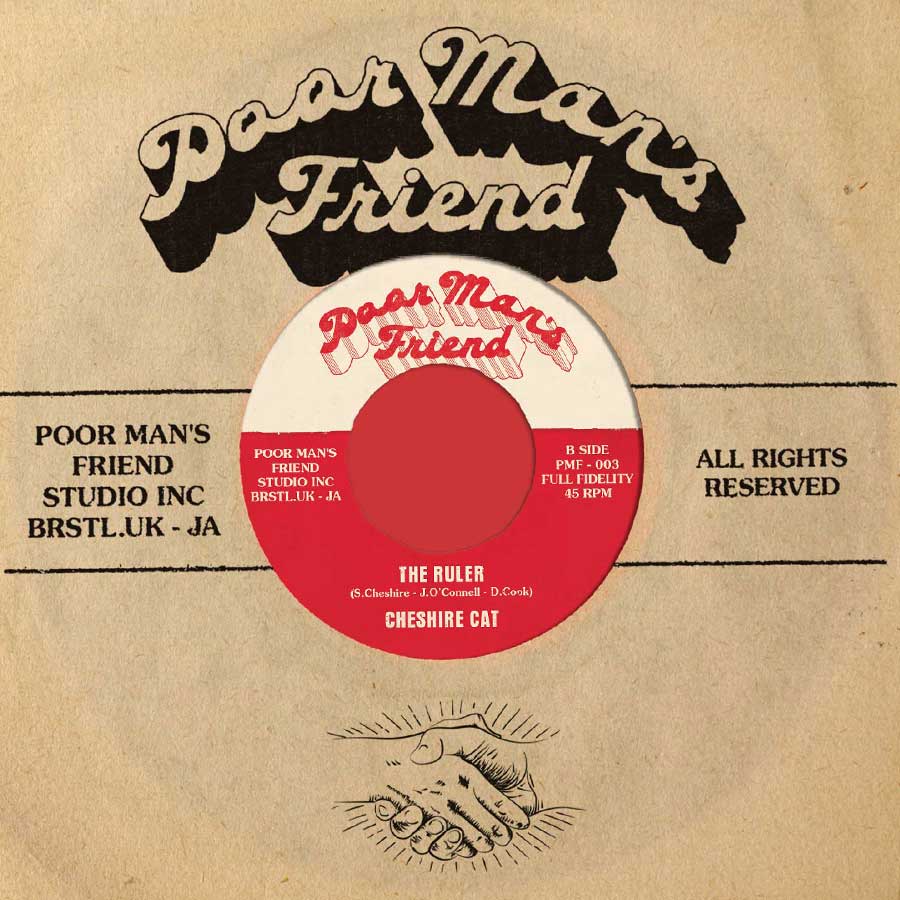 Poor Man's
Friend
Poor Man's
Friend
POOR MAN'S
FRIEND
STUDIO INC
BRSTL.UK - JA
POOR MAN'S
FRIEND
STUDIO INC
BRSTL.UK - JA
B SIDE
PMF - 003
FULL FIDELITY
45 RPM
ALL RIGHTS
RESERVED
THE RULER
(S.Cheshire - J.O'Connell - D.Cook)
CHESHIRE CAT